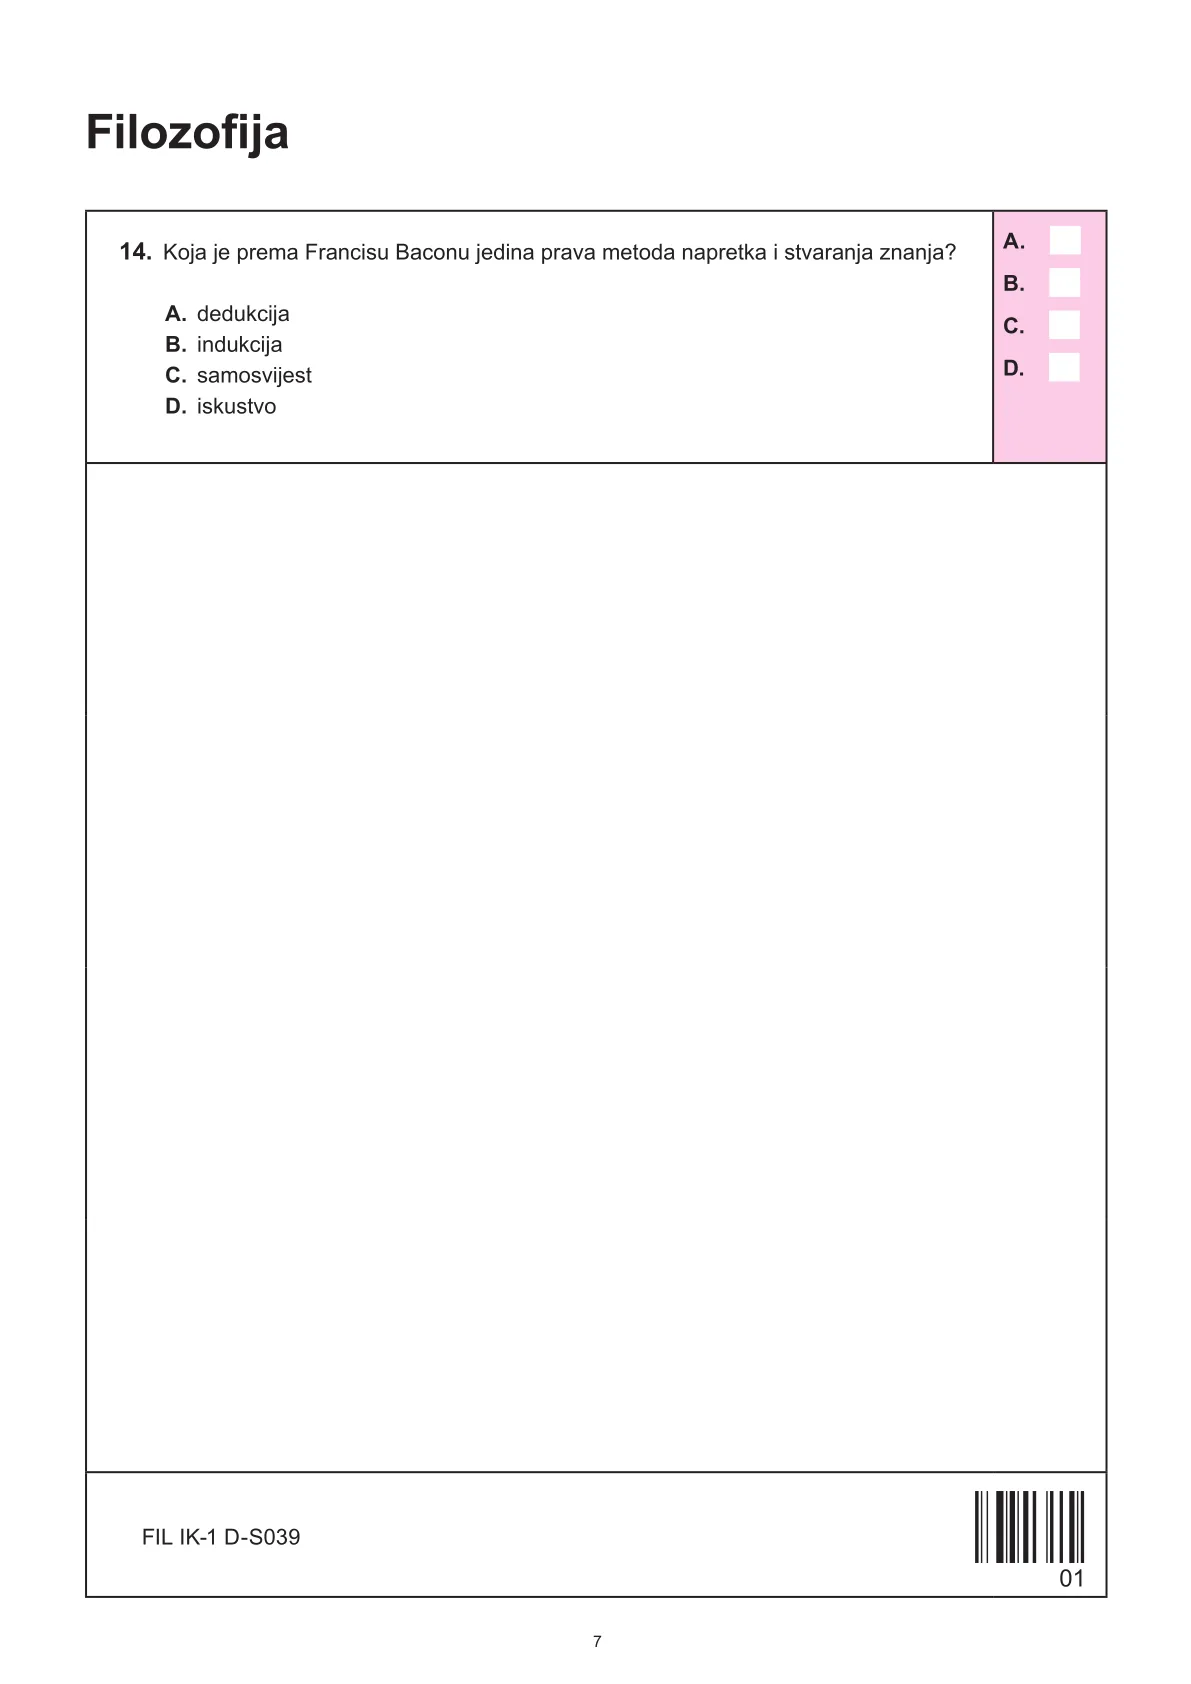 Filozofija
14. Koja je prema Francisu Baconu jedina prava metoda napretka i stvaranja znanja?
A. dedukcija
B. indukcija
C. samosvijest
D. iskustvo
A.
B.
C.
D.
FIL IK-1 D-S039
01
7